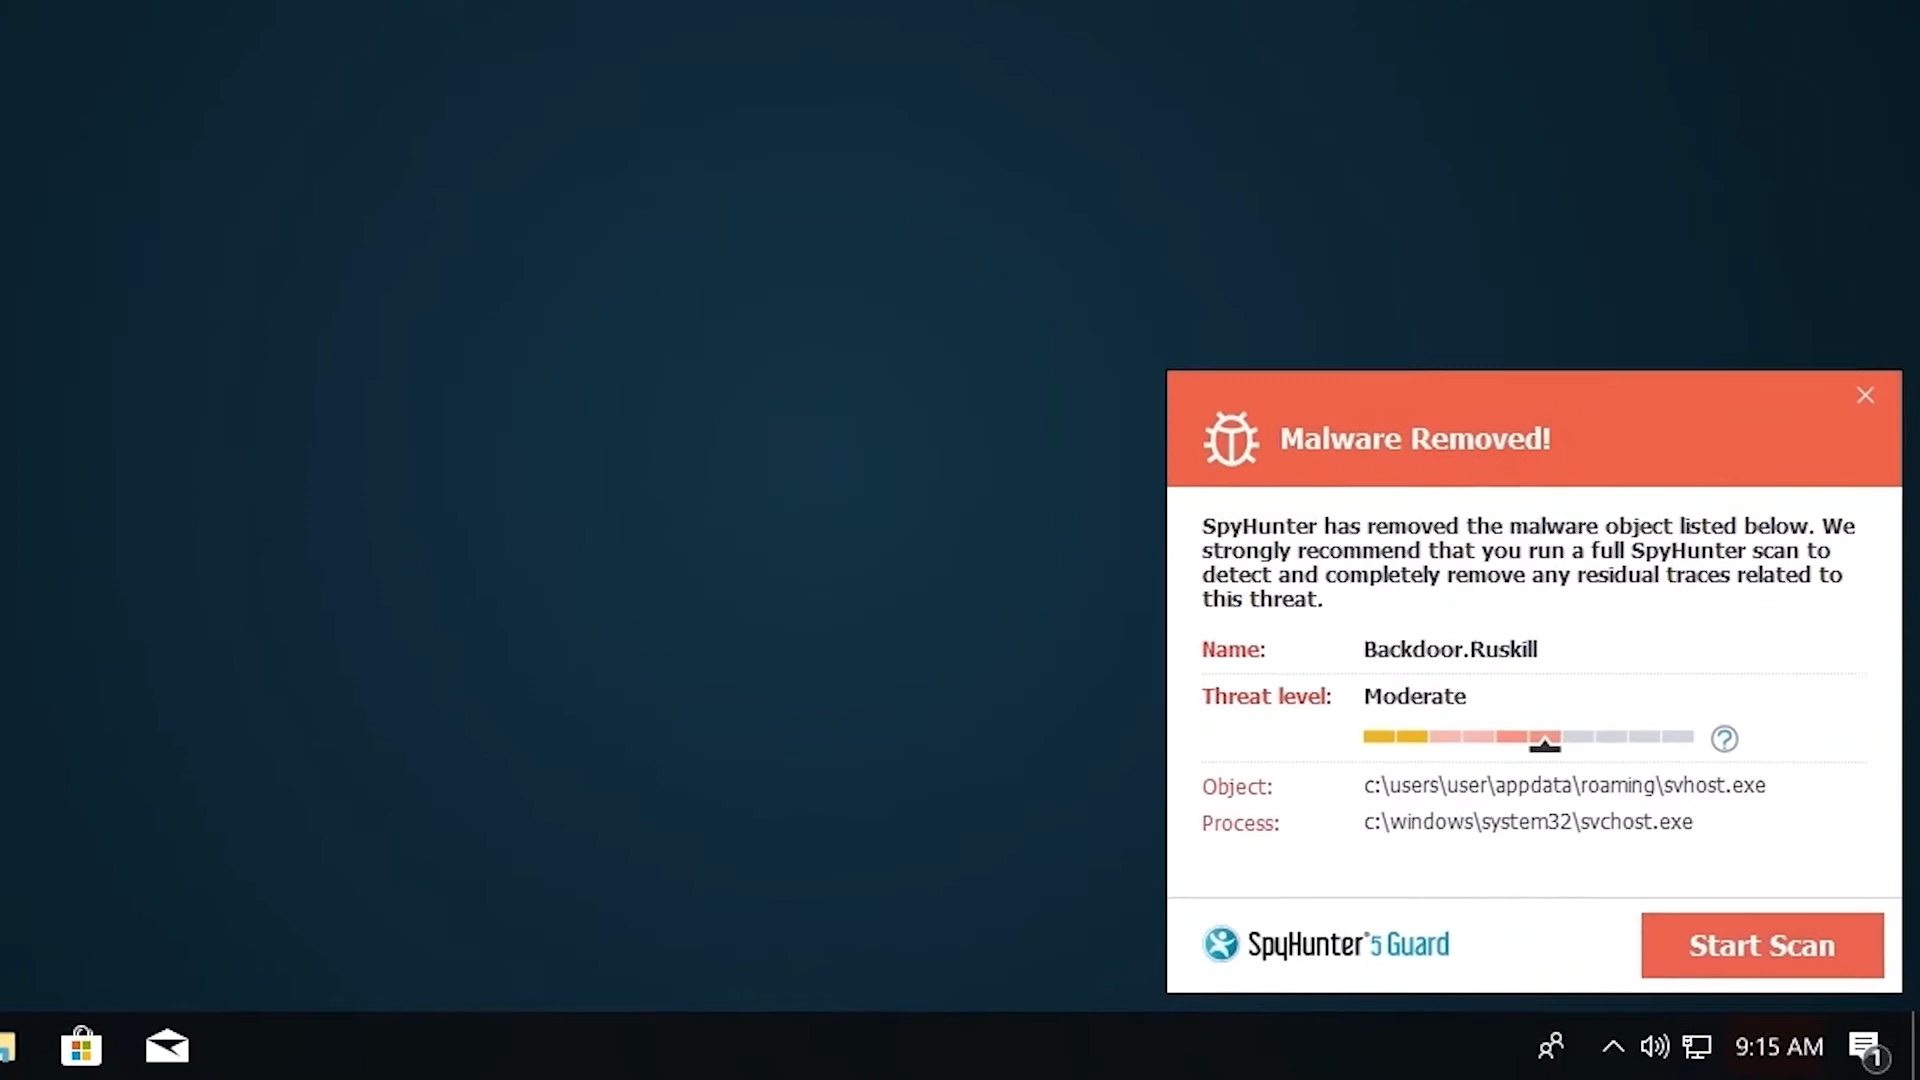 Malware Removed!
SpyHunter has removed the malware object listed below. We
strongly recommend that you run a full SpyHunter scan to
detect and completely remove any residual traces related to
this threat.
Name: Backdoor.Ruskill
Threat level: Moderate
?
Object: c:\users\user\appdata\roaming\svhost.exe
Process: c:\windows\system32\svchost.exe
SpyHunter® 5 Guard
Start Scan
9:15 AM
1